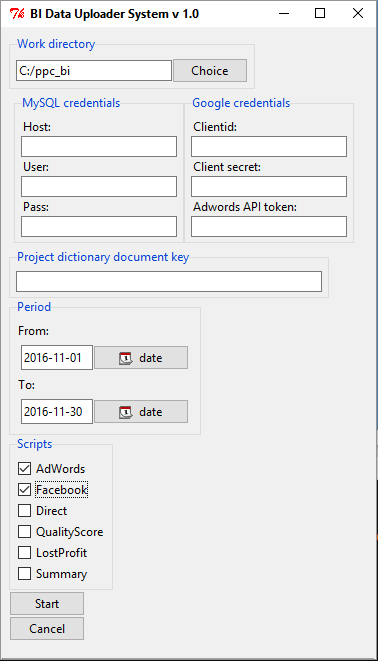 BI Data Uploader System v 1.0
Work directory
C:/ppc_bi
Choice
MySQL credentials
Host:
User:
Pass:
Google credentials
Clientid:
Client secret:
Adwords API token:
Project dictionary document key
Period
From:
2016-11-01
date
To:
2016-11-30
date
Scripts
AdWords
Facebook
Direct
QualityScore
LostProfit
Summary
Start
Cancel